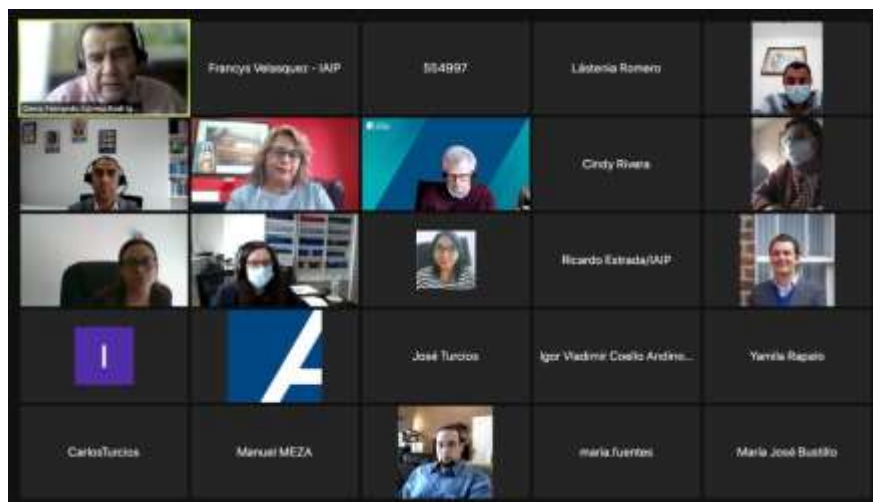 Francys Velasquez - IAIP
554997
Lástenia Romero
Cindy Rivera
Ricardo Estrada/IAIP
I
José Turcios
Igor Vladimir Coello Andino...
Yamila Rapalo
CarlosTurcios
Manuel MEZA
maria.fuentes
María José Bustillo